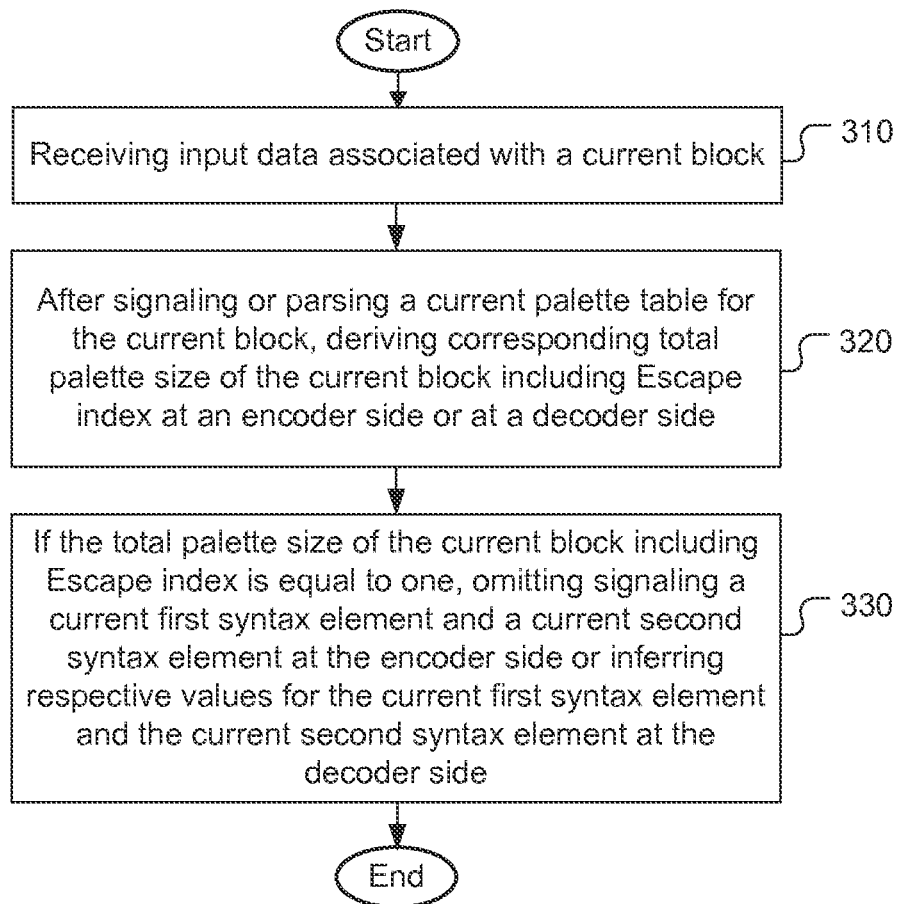 Start
Receiving input data associated with a current block
310
After signaling or parsing a current palette table for
the current block, deriving corresponding total
palette size of the current block including Escape
index at an encoder side or at a decoder side
320
If the total palette size of the current block including
Escape index is equal to one, omitting signaling a
current first syntax element and a current second
syntax element at the encoder side or inferring
respective values for the current first syntax element
and the current second syntax element at the
decoder side
330
End